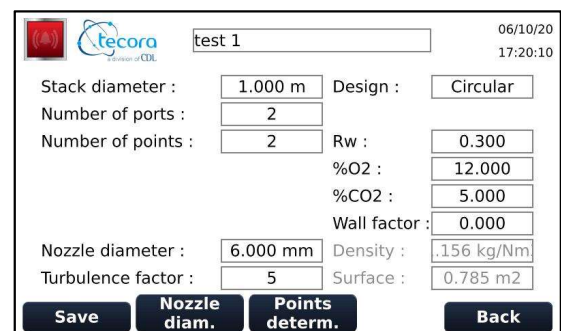 tecora
a division of CDL
test 1
06/10/20
17:20:10
Stack diameter : 1.000 m Design : Circular
Number of ports : 2
Number of points : 2 Rw : 0.300
%O2 : 12.000
%CO2 : 5.000
Wall factor : 0.000
Nozzle diameter : 6.000 mm Density : .156 kg/Nm
Turbulence factor : 5 Surface : 0.785 m2
Save Nozzle diam. Points determ. Back